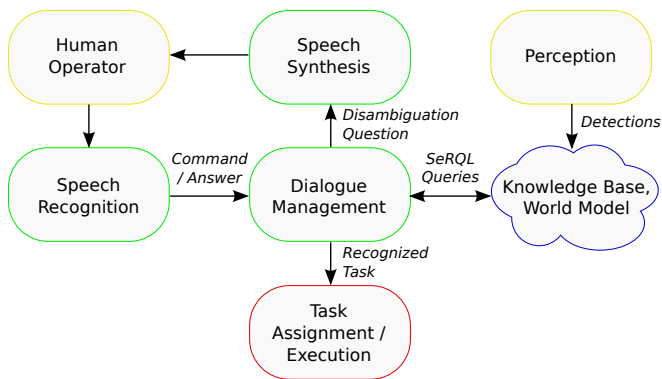 Human
Operator
Speech
Synthesis
Perception
Disambiguation
Question
Detections
Speech
Recognition
Command
/ Answer
Dialogue
Management
SeRQL
Queries
Knowledge Base,
World Model
Recognized
Task
Task
Assignment /
Execution